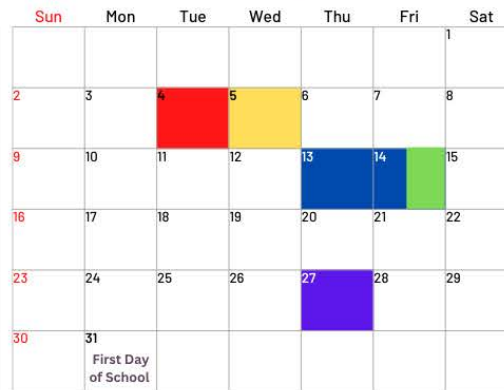 Sun Mon Tue Wed Thu Fri Sat
1
2 3 4 5 6 7 8
9 10 11 12 13 14 15
16 17 18 19 20 21 22
23 24 25 26 27 28 29
30 31
First Day
of School